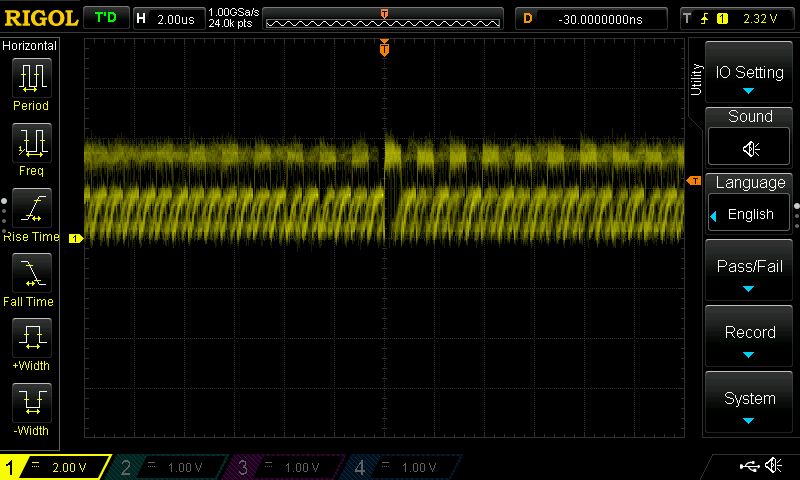 RIGOL T'D H 2.00us 1.00GSa/s 24.0k pts T D -30.0000000ns T 1 2.32 V
Horizontal
Period
Freq
Rise Time
Fall Time
+Width
-Width
T
T
1
Utility
IO Setting
Sound
Language
English
Pass/Fail
Record
System
1 2.00 V 2 1.00 V 3 1.00 V 4 1.00 V